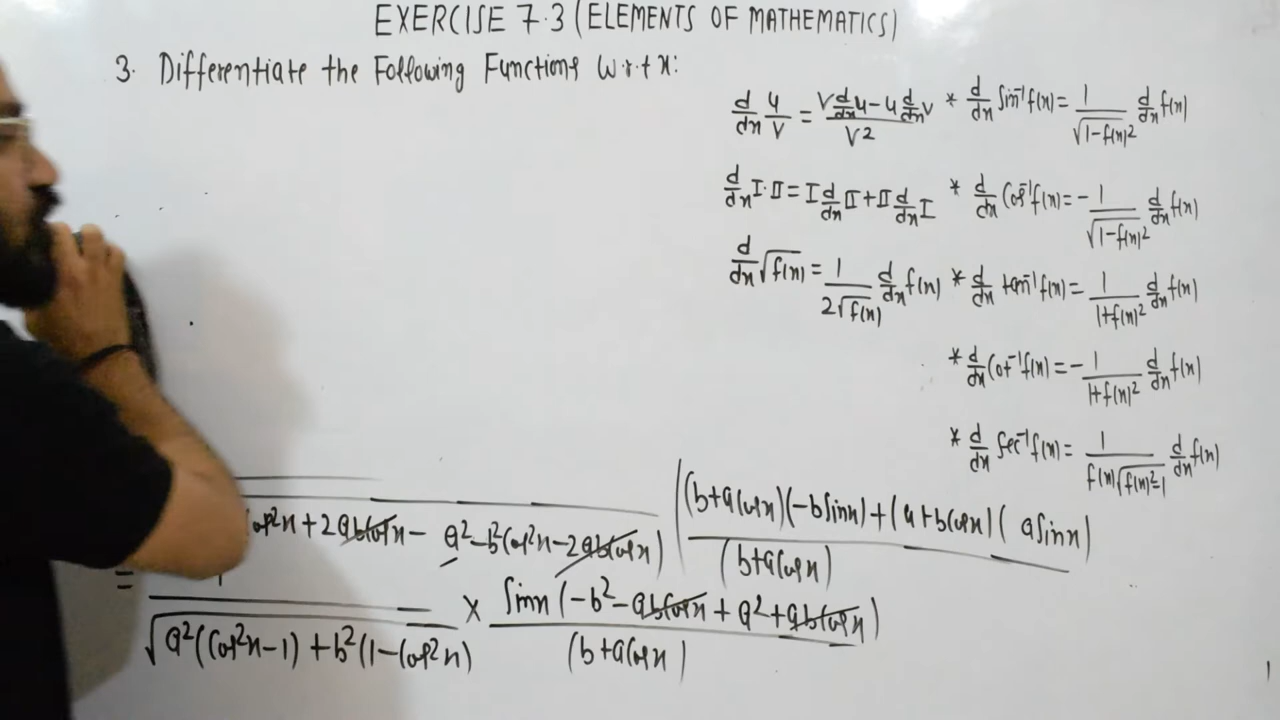 EXERCISE 7.3 (ELEMENTS OF MATHEMATICS)
3. Differentiate the Following Functions w.r.t x:
d/dx u/v = (v d/dx u - u d/dx v)/v²
* d/dx Sin⁻¹f(x) = 1/√(1-f(x)²) d/dx f(x)
d/dx I·II = I d/dx II + II d/dx I
* d/dx Cos⁻¹f(x) = -1/√(1-f(x)²) d/dx f(x)
d/dx √f(x) = 1/(2√f(x)) d/dx f(x)
* d/dx tan⁻¹f(x) = 1/(1+f(x)²) d/dx f(x)
* d/dx Cot⁻¹f(x) = -1/(1+f(x)²) d/dx f(x)
* d/dx Sec⁻¹f(x) = 1/(f(x)√(f(x)²-1)) d/dx f(x)
Cos²x + 2abCosx - a² - b²Cos²x - 2abCosx) ((b+aCosx)(-bSinx) + (a+bCosx)(aSinx)/(b+aCosx)
= 1/√(a²(Cos²x-1) + b²(1-Cos²x) × Sinx(-b² - abCosx + a² + abCosx)/(b+aCosx)